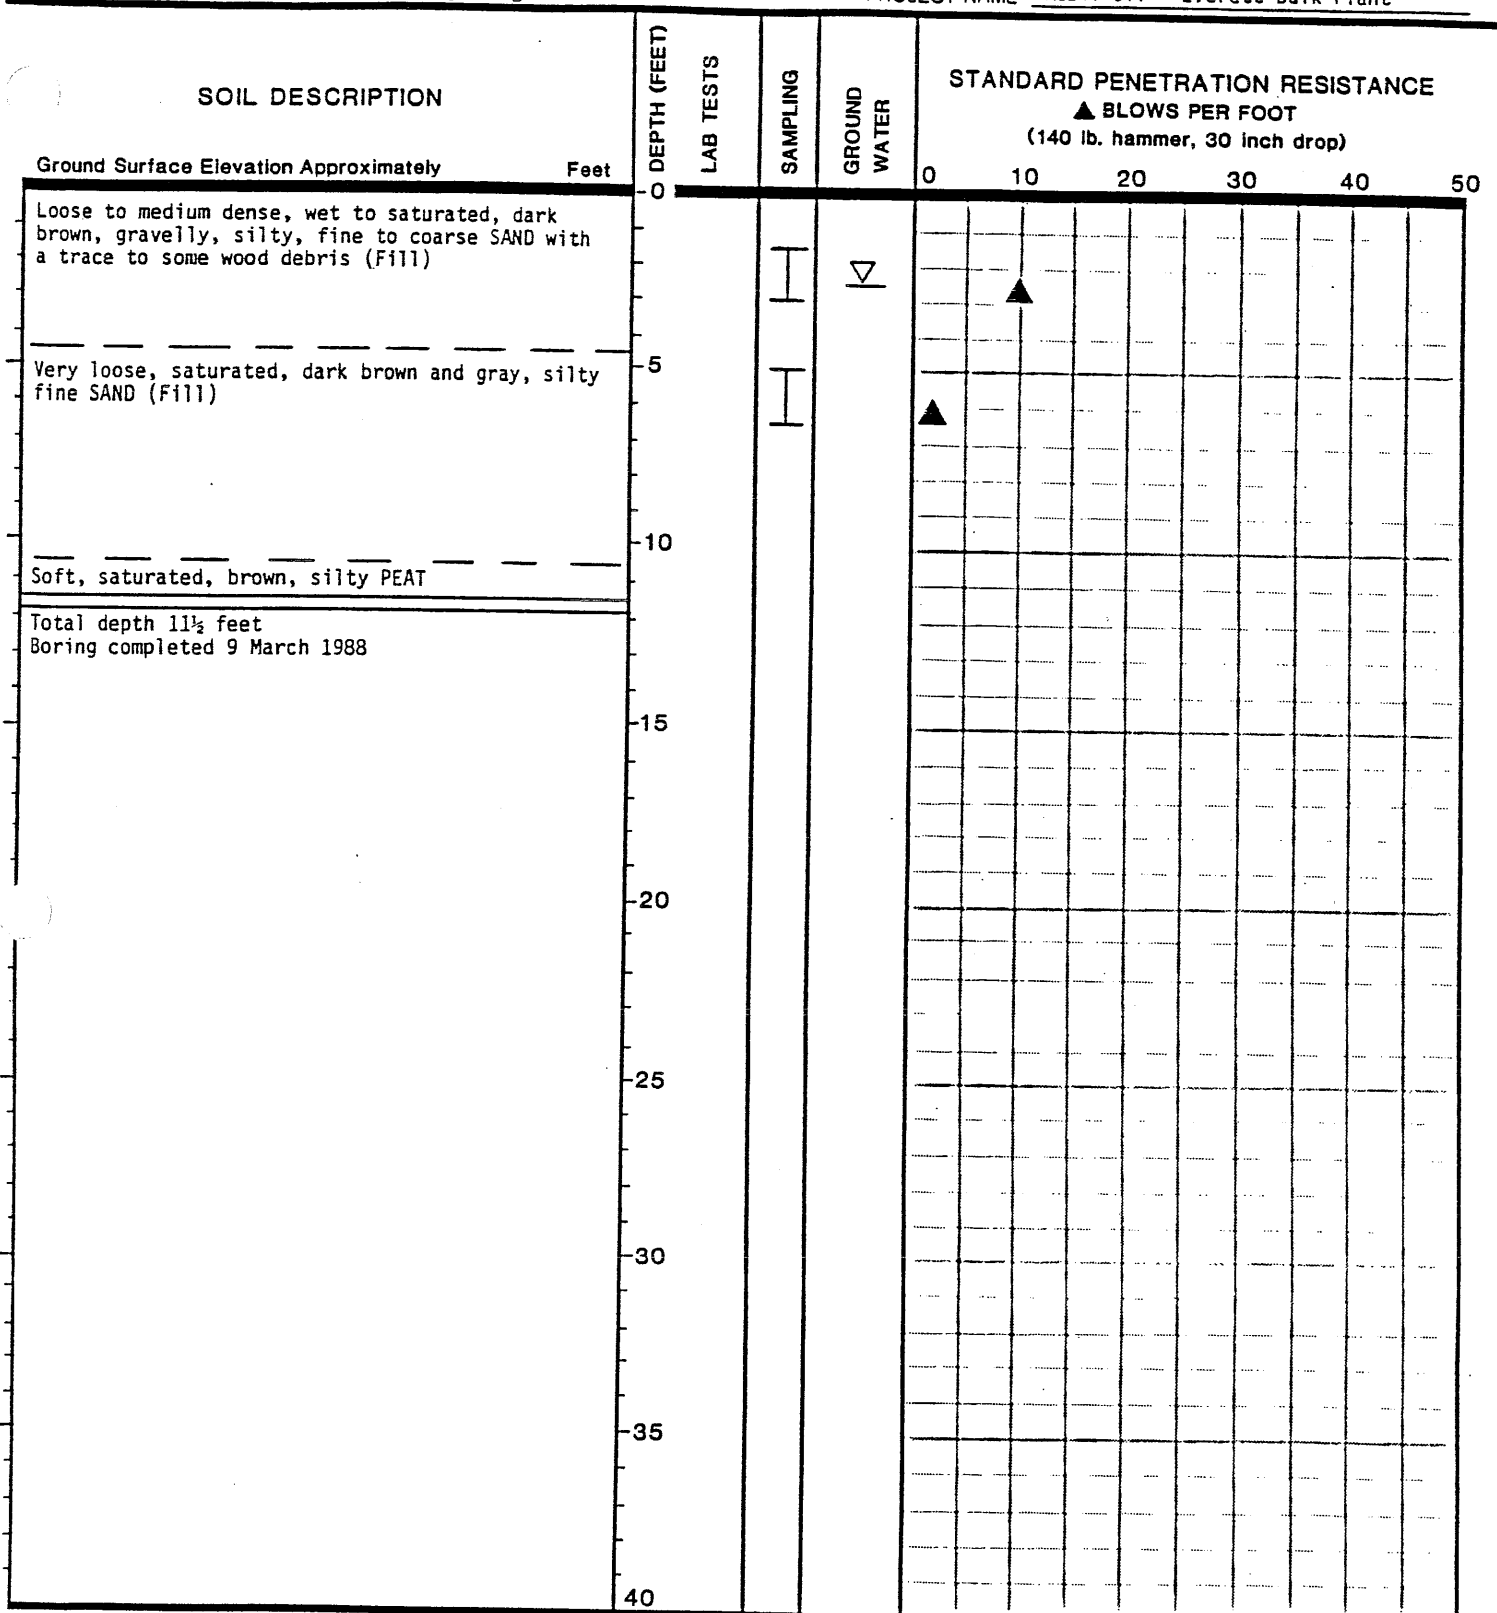 PROJECT NAME
Bulk Plant
SOIL DESCRIPTION
Ground Surface Elevation Approximately Feet
DEPTH (FEET)
LAB TESTS
SAMPLING
GROUND
WATER
STANDARD PENETRATION RESISTANCE
▲ BLOWS PER FOOT
(140 lb. hammer, 30 inch drop)
0 10 20 30 40 50
0
Loose to medium dense, wet to saturated, dark
brown, gravelly, silty, fine to coarse SAND with
a trace to some wood debris (Fill)
5
Very loose, saturated, dark brown and gray, silty
fine SAND (Fill)
10
Soft, saturated, brown, silty PEAT
Total depth 11½ feet
Boring completed 9 March 1988
15
20
25
30
35
40